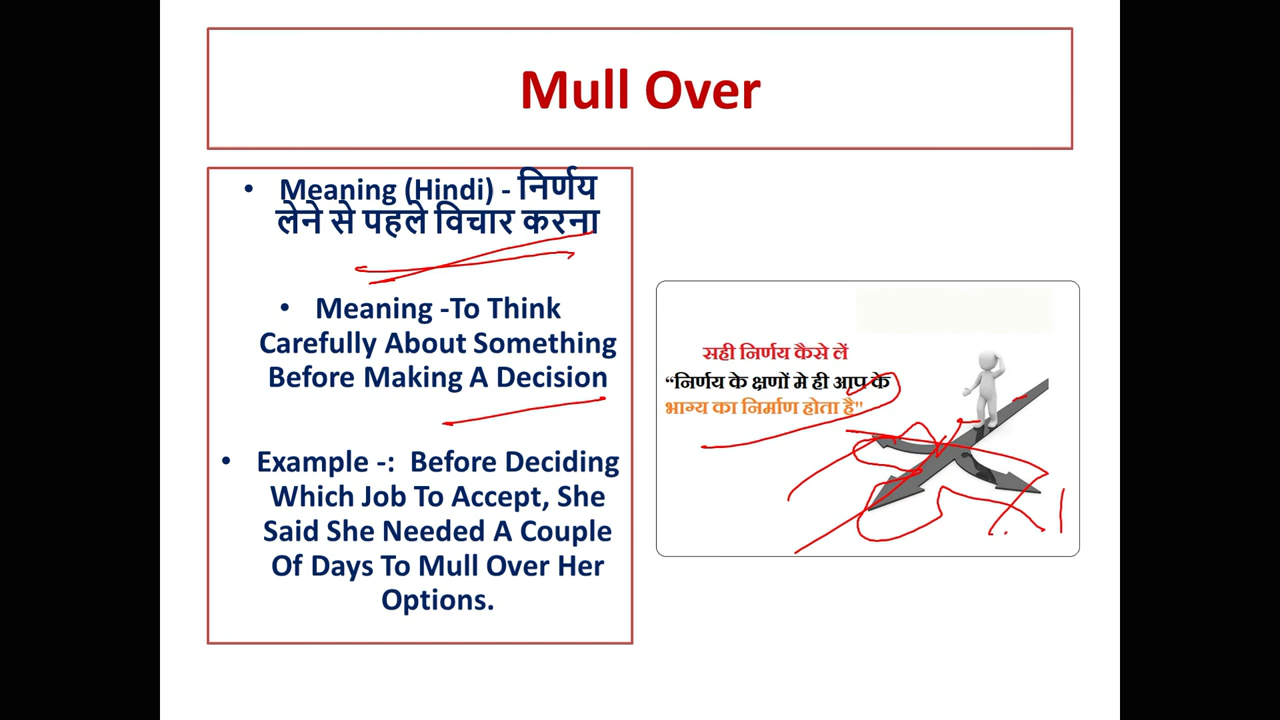 Mull Over
• Meaning (Hindi) - निर्णय
लेने से पहले विचार करना
• Meaning -To Think
Carefully About Something
Before Making A Decision
• Example -: Before Deciding
Which Job To Accept, She
Said She Needed A Couple
Of Days To Mull Over Her
Options.
सही निर्णय कैसे लें
“निर्णय के क्षणों मे ही आप के
भाग्य का निर्माण होता है"